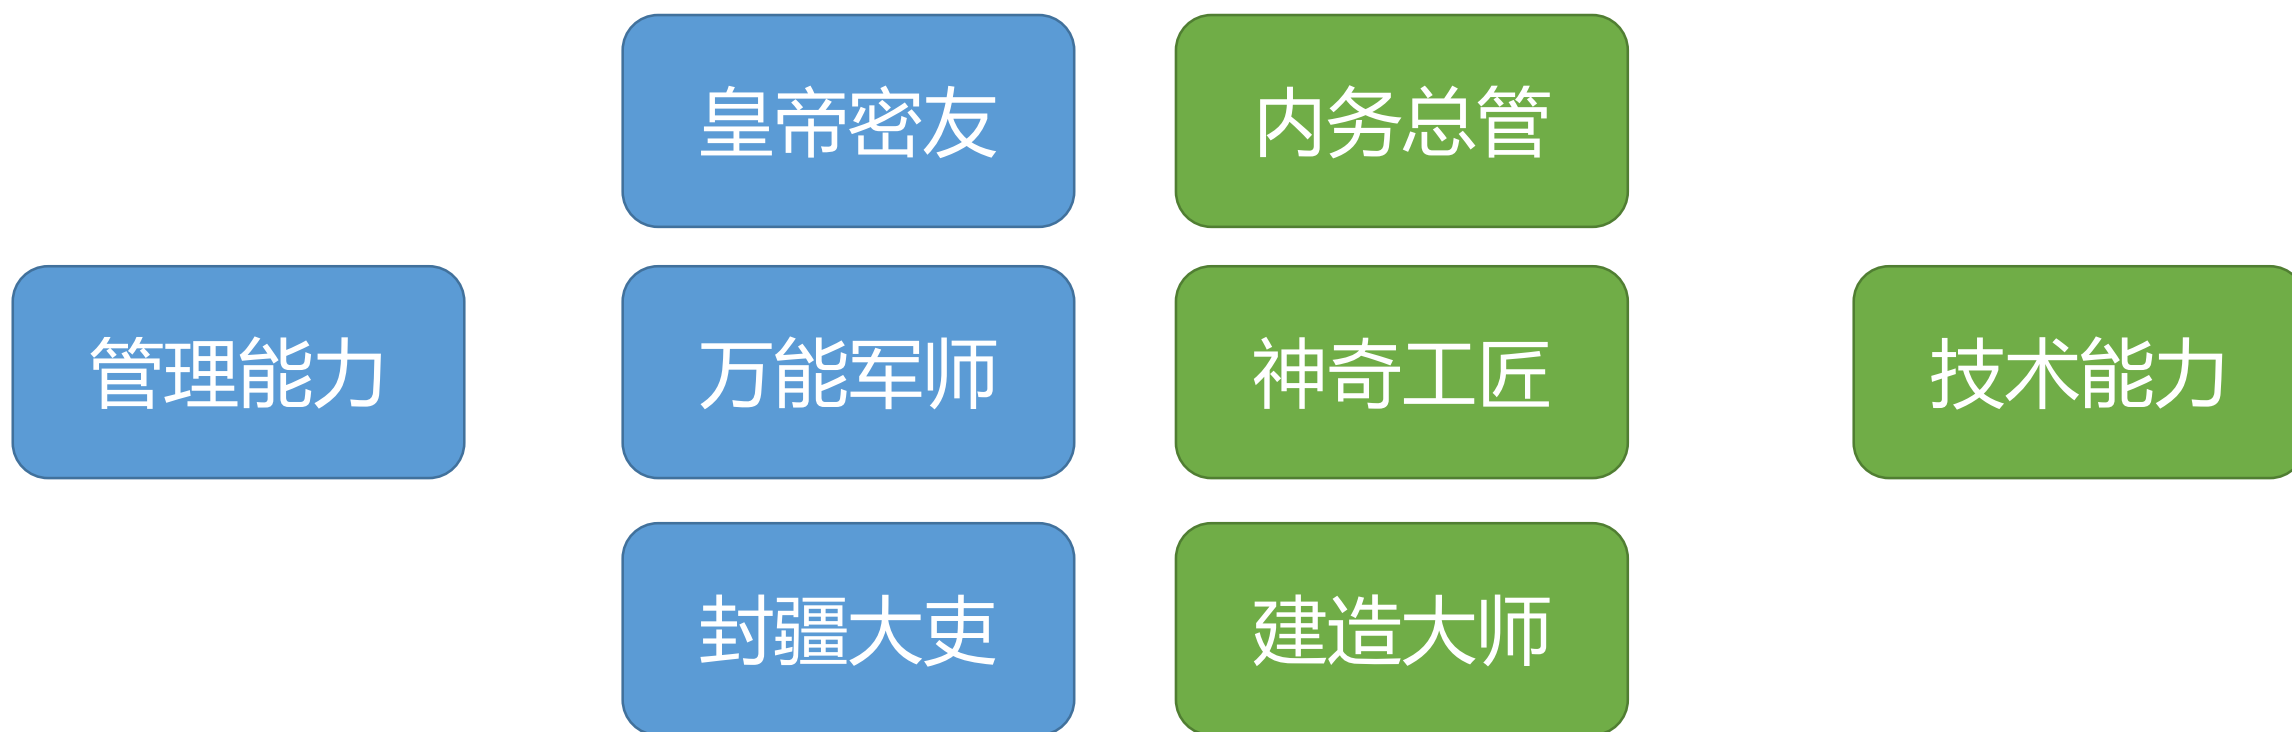 皇帝密友
内务总管
管理能力
万能军师
神奇工匠
技术能力
封疆大吏
建造大师